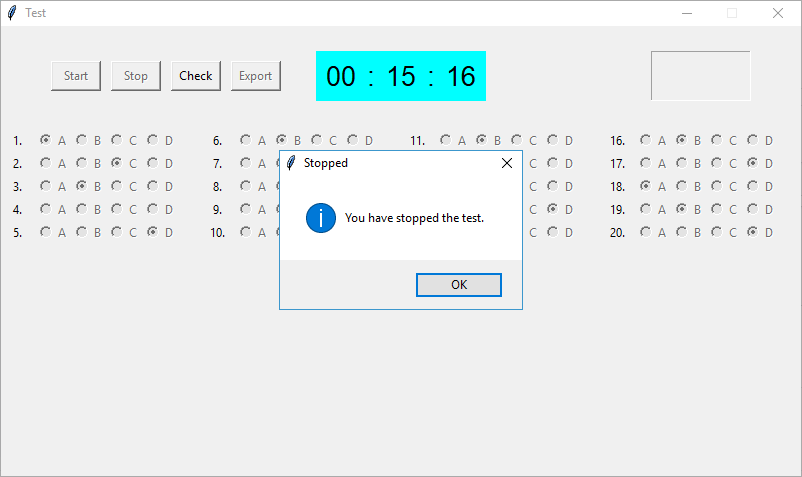 Test
Start Stop Check Export 00 : 15 : 16
1. A B C D 6. A B C D 11. A B C D 16. A B C D
Stopped
2. A B C D 7. A C D 17. A B C D
3. A B C D 8. A C D 18. A B C D
4. A B C D 9. A C D 19. A B C D
You have stopped the test.
5. A B C D 10. A C D 20. A B C D
OK